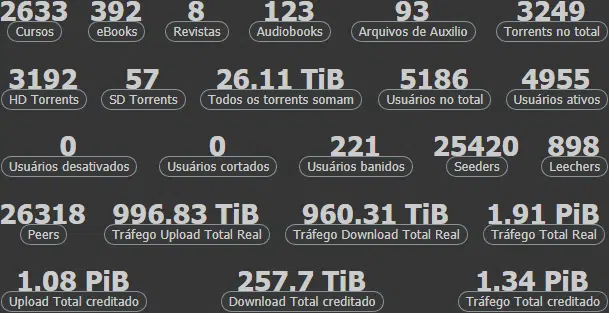 2633 392 8 123 93 3249
Cursos eBooks Revistas Audiobooks Arquivos de Auxilio Torrents no total
3192 57 26.11 TiB 5186 4955
HD Torrents SD Torrents Todos os torrents somam Usuários no total Usuários ativos
0 0 221 25420 898
Usuários desativados Usuários cortados Usuários banidos Seeders Leechers
26318 996.83 TiB 960.31 TiB 1.91 PiB
Peers Tráfego Upload Total Real Tráfego Download Total Real Tráfego Total Real
1.08 PiB 257.7 TiB 1.34 PiB
Upload Total creditado Download Total creditado Tráfego Total creditado